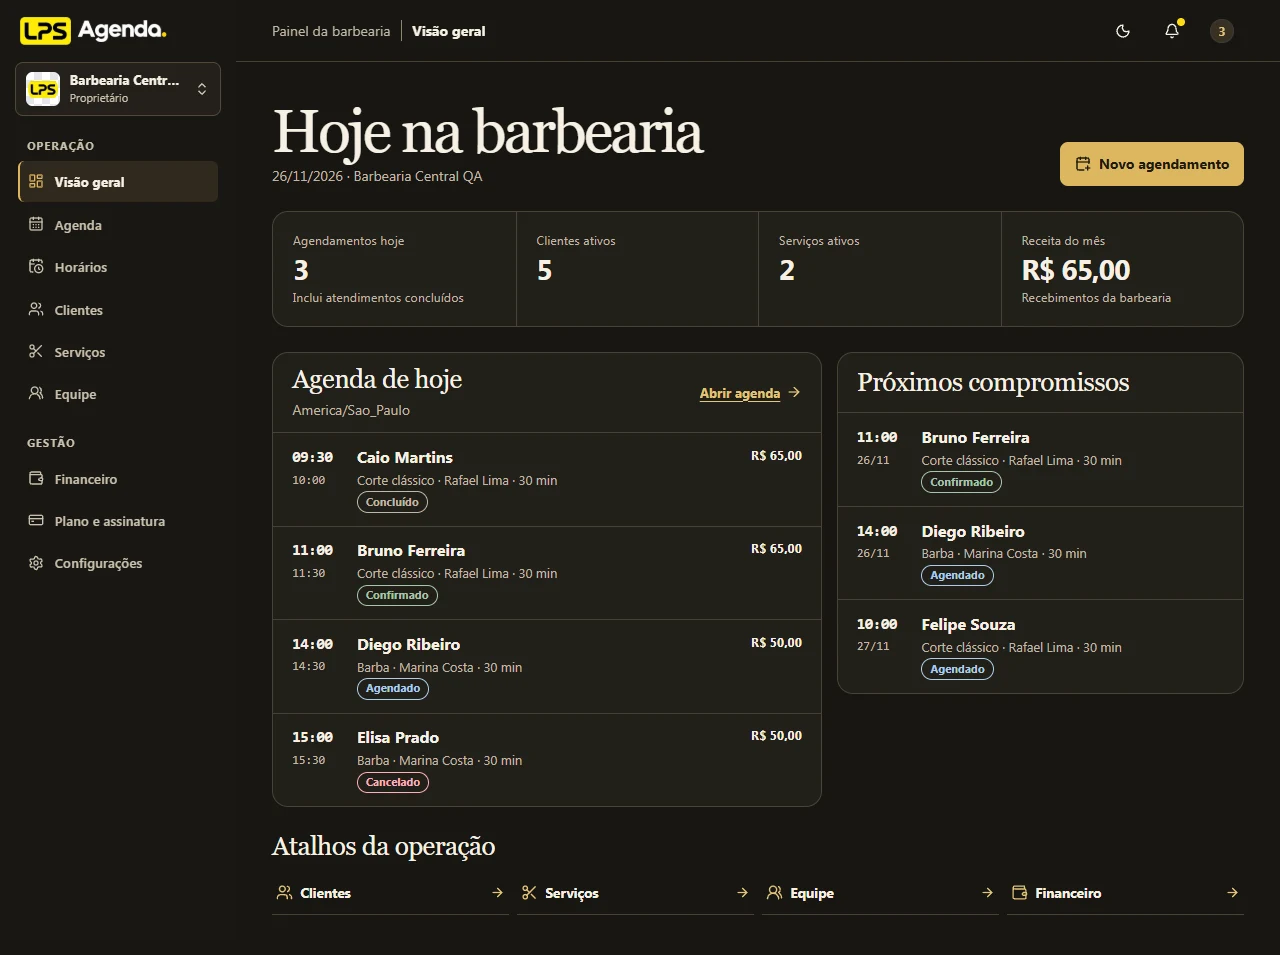 LPS Agenda.
Barbearia Centr...
Proprietário
OPERAÇÃO
Visão geral
Agenda
Horários
Clientes
Serviços
Equipe
GESTÃO
Financeiro
Plano e assinatura
Configurações
Painel da barbearia
Visão geral
3
Hoje na barbearia
26/11/2026 · Barbearia Central QA
Novo agendamento
Agendamentos hoje
3
Inclui atendimentos concluídos
Clientes ativos
5
Serviços ativos
2
Receita do mês
R$ 65,00
Recebimentos da barbearia
Agenda de hoje
America/Sao_Paulo
Abrir agenda
09:30 Caio Martins R$ 65,00
10:00 Corte clássico · Rafael Lima · 30 min
Concluído
11:00 Bruno Ferreira R$ 65,00
11:30 Corte clássico · Rafael Lima · 30 min
Confirmado
14:00 Diego Ribeiro R$ 50,00
14:30 Barba · Marina Costa · 30 min
Agendado
15:00 Elisa Prado R$ 50,00
15:30 Barba · Marina Costa · 30 min
Cancelado
Próximos compromissos
11:00 Bruno Ferreira
26/11 Corte clássico · Rafael Lima · 30 min
Confirmado
14:00 Diego Ribeiro
26/11 Barba · Marina Costa · 30 min
Agendado
10:00 Felipe Souza
27/11 Corte clássico · Rafael Lima · 30 min
Agendado
Atalhos da operação
Clientes
Serviços
Equipe
Financeiro
LPS